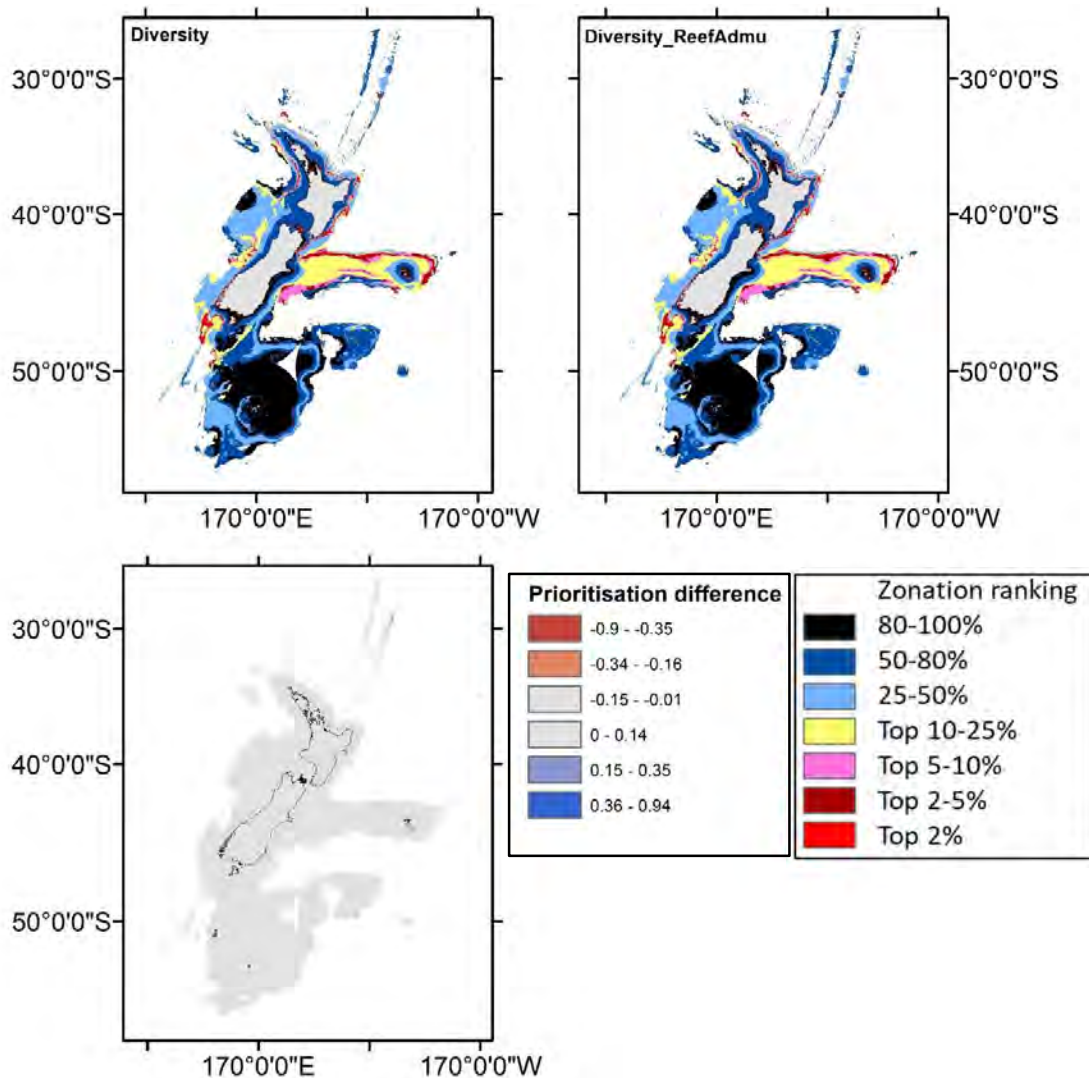 Diversity
Diversity_ReefAdmu
30°0'0"S
30°0'0"S
40°0'0"S
40°0'0"S
50°0'0"S
50°0'0"S
170°0'0"E
170°0'0"W
170°0'0"E
170°0'0"W
30°0'0"S
40°0'0"S
50°0'0"S
170°0'0"E
170°0'0"W
Prioritisation difference
-0.9 - -0.35
-0.34 - -0.16
-0.15 - -0.01
0 - 0.14
0.15 - 0.35
0.36 - 0.94
Zonation ranking
80-100%
50-80%
25-50%
Top 10-25%
Top 5-10%
Top 2-5%
Top 2%